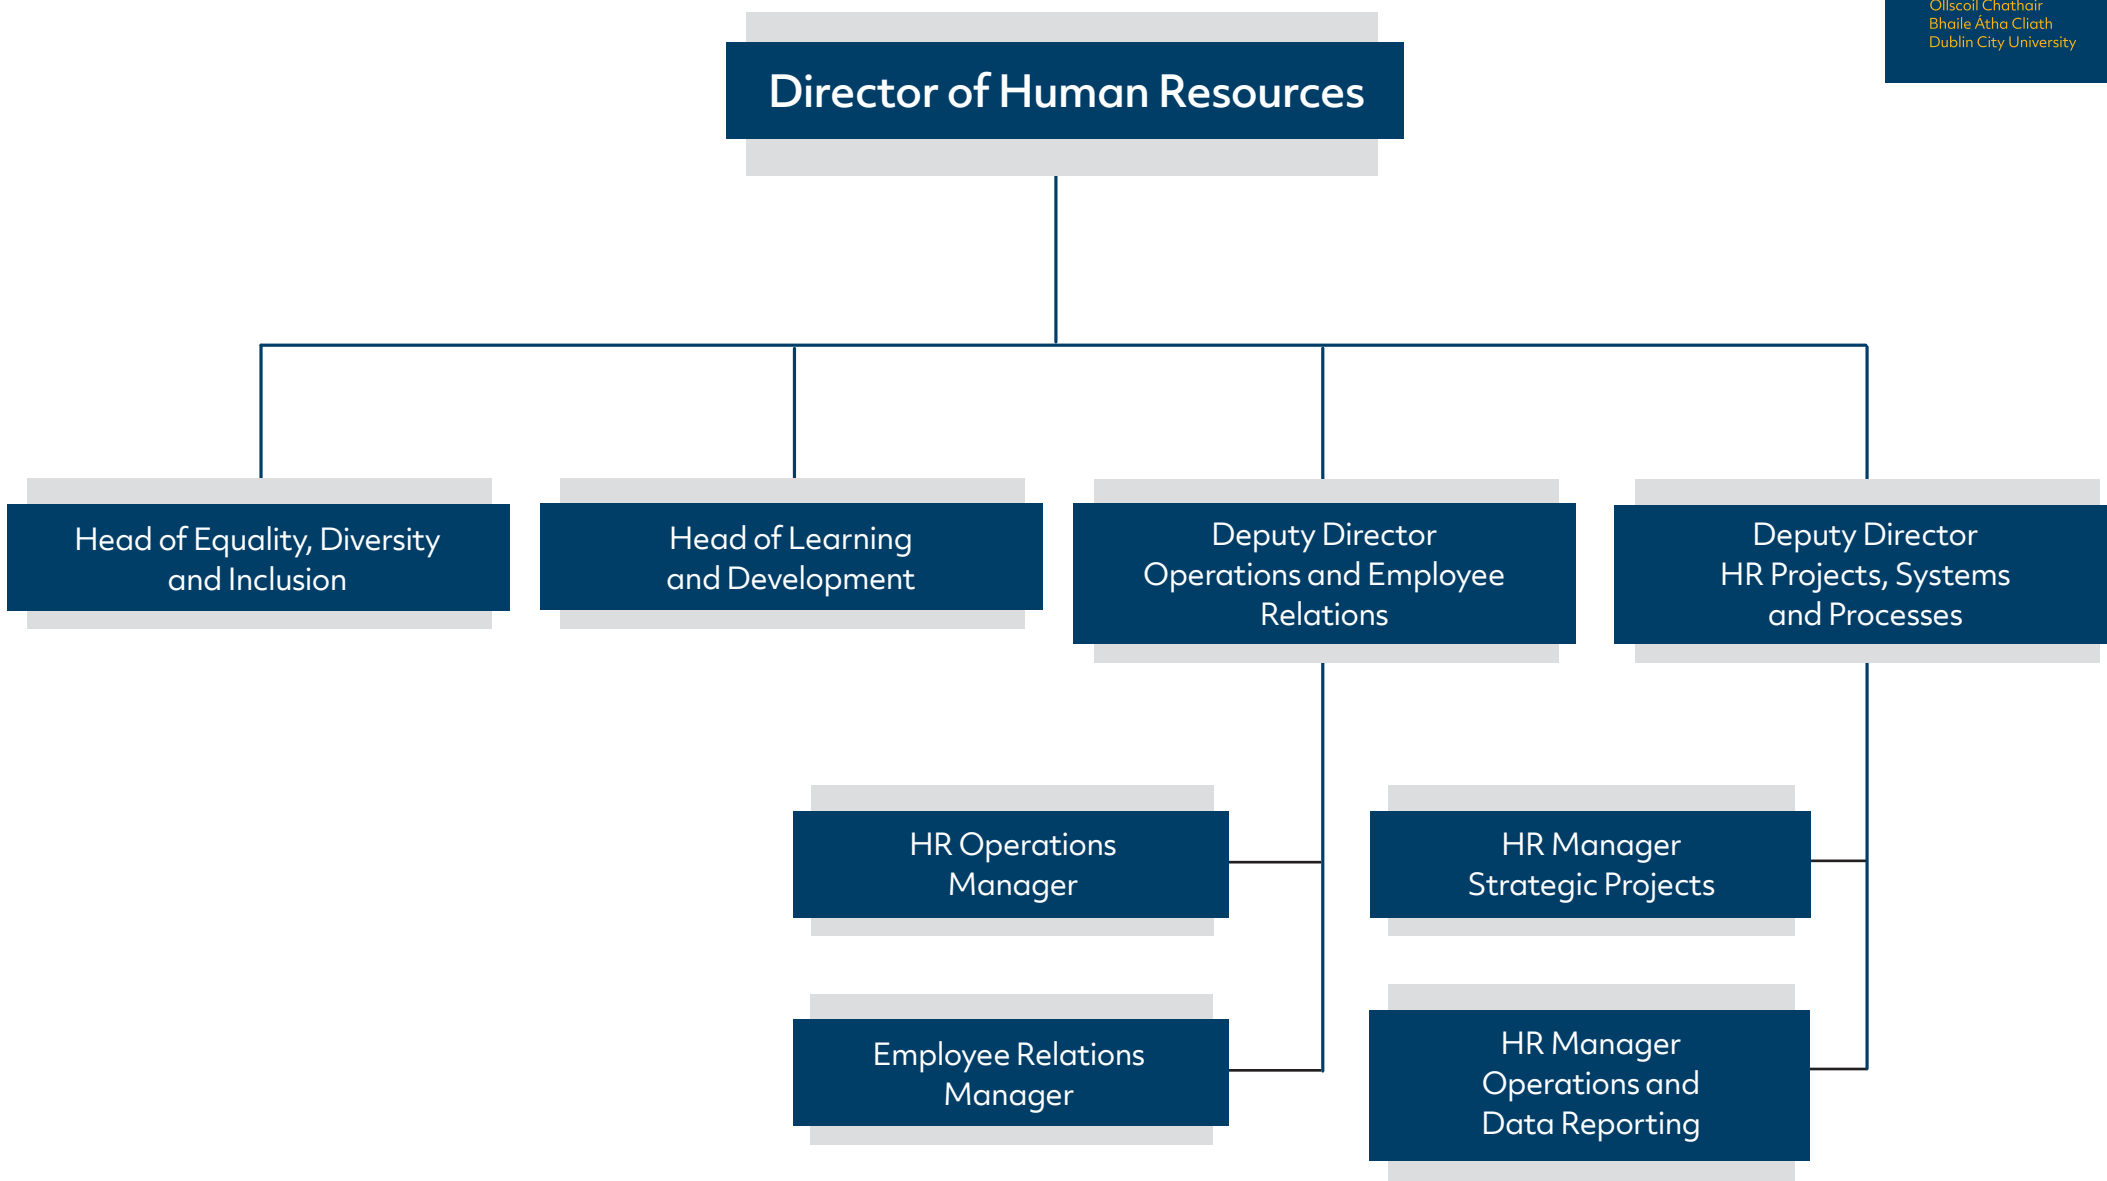 Ollscoil Chathair
Bhaile Átha Cliath
Dublin City University
Director of Human Resources
Head of Equality, Diversity
and Inclusion
Head of Learning
and Development
Deputy Director
Operations and Employee
Relations
Deputy Director
HR Projects, Systems
and Processes
HR Operations
Manager
HR Manager
Strategic Projects
Employee Relations
Manager
HR Manager
Operations and
Data Reporting